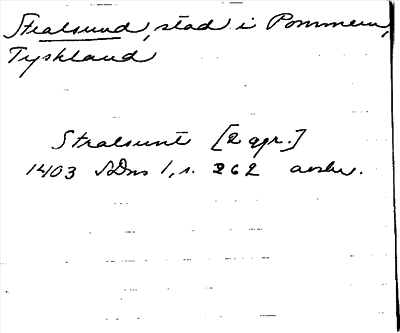 Stralsund, stad i Pommern,
Tyskland
Stralsunt [2 ggr.]
1403 SDns 1, s. 262 avskr.